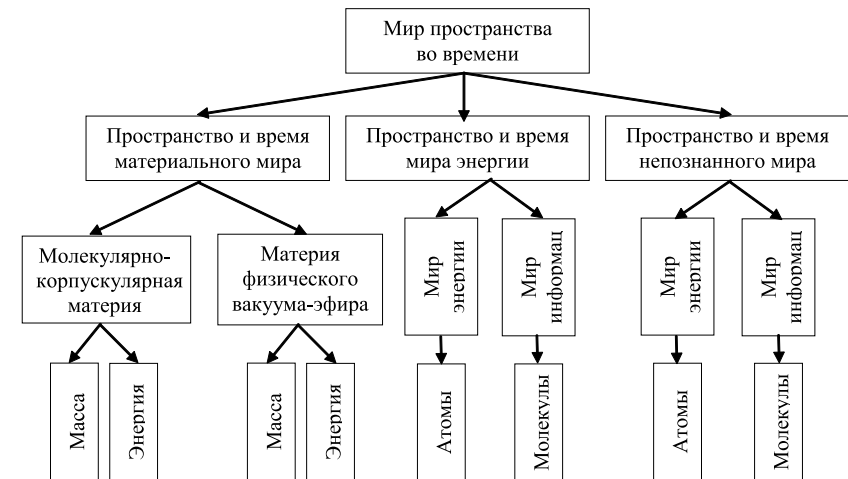 Мир пространства
во времени
Пространство и время
материального мира
Пространство и время
мира энергии
Пространство и время
непознанного мира
Молекулярно-
корпускулярная
материя
Материя
физического
вакуума-эфира
Мир
энергии
Мир
информац
Мир
энергии
Мир
информац
Масса
Энергия
Масса
Энергия
Атомы
Молекулы
Атомы
Молекулы